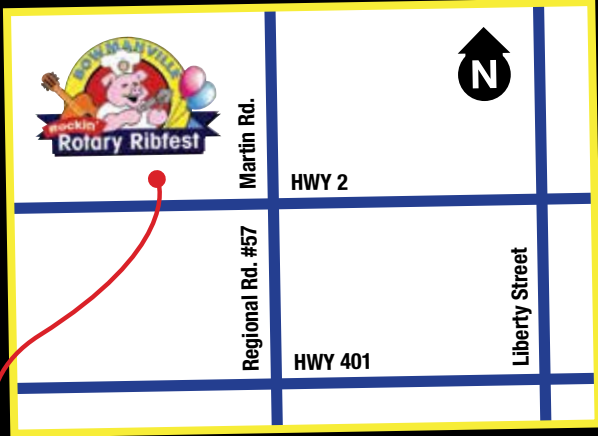 BOWMANVILLE
Rockin'
Rotary Ribfest
N
Martin Rd.
HWY 2
Regional Rd. #57
Liberty Street
HWY 401